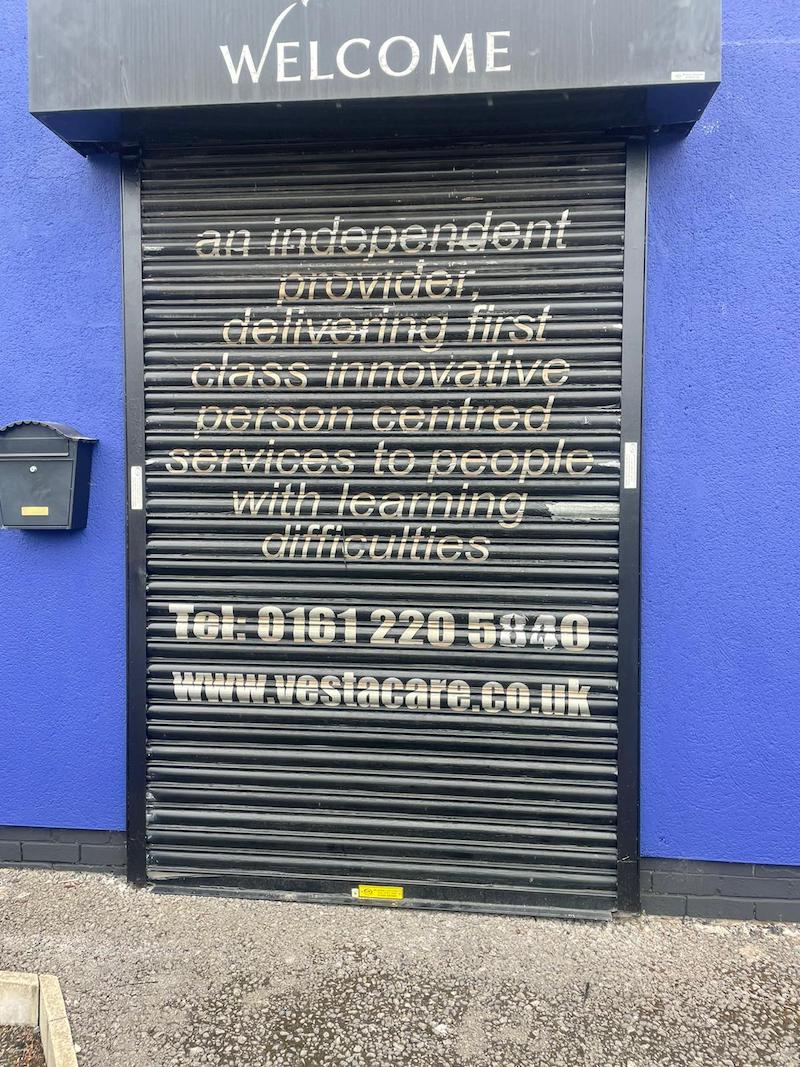 WELCOME
an independent
provider,
delivering first
class innovative
person centred
services to people
with learning
difficulties
Tel: 0161 220 5840
www.vestacare.co.uk